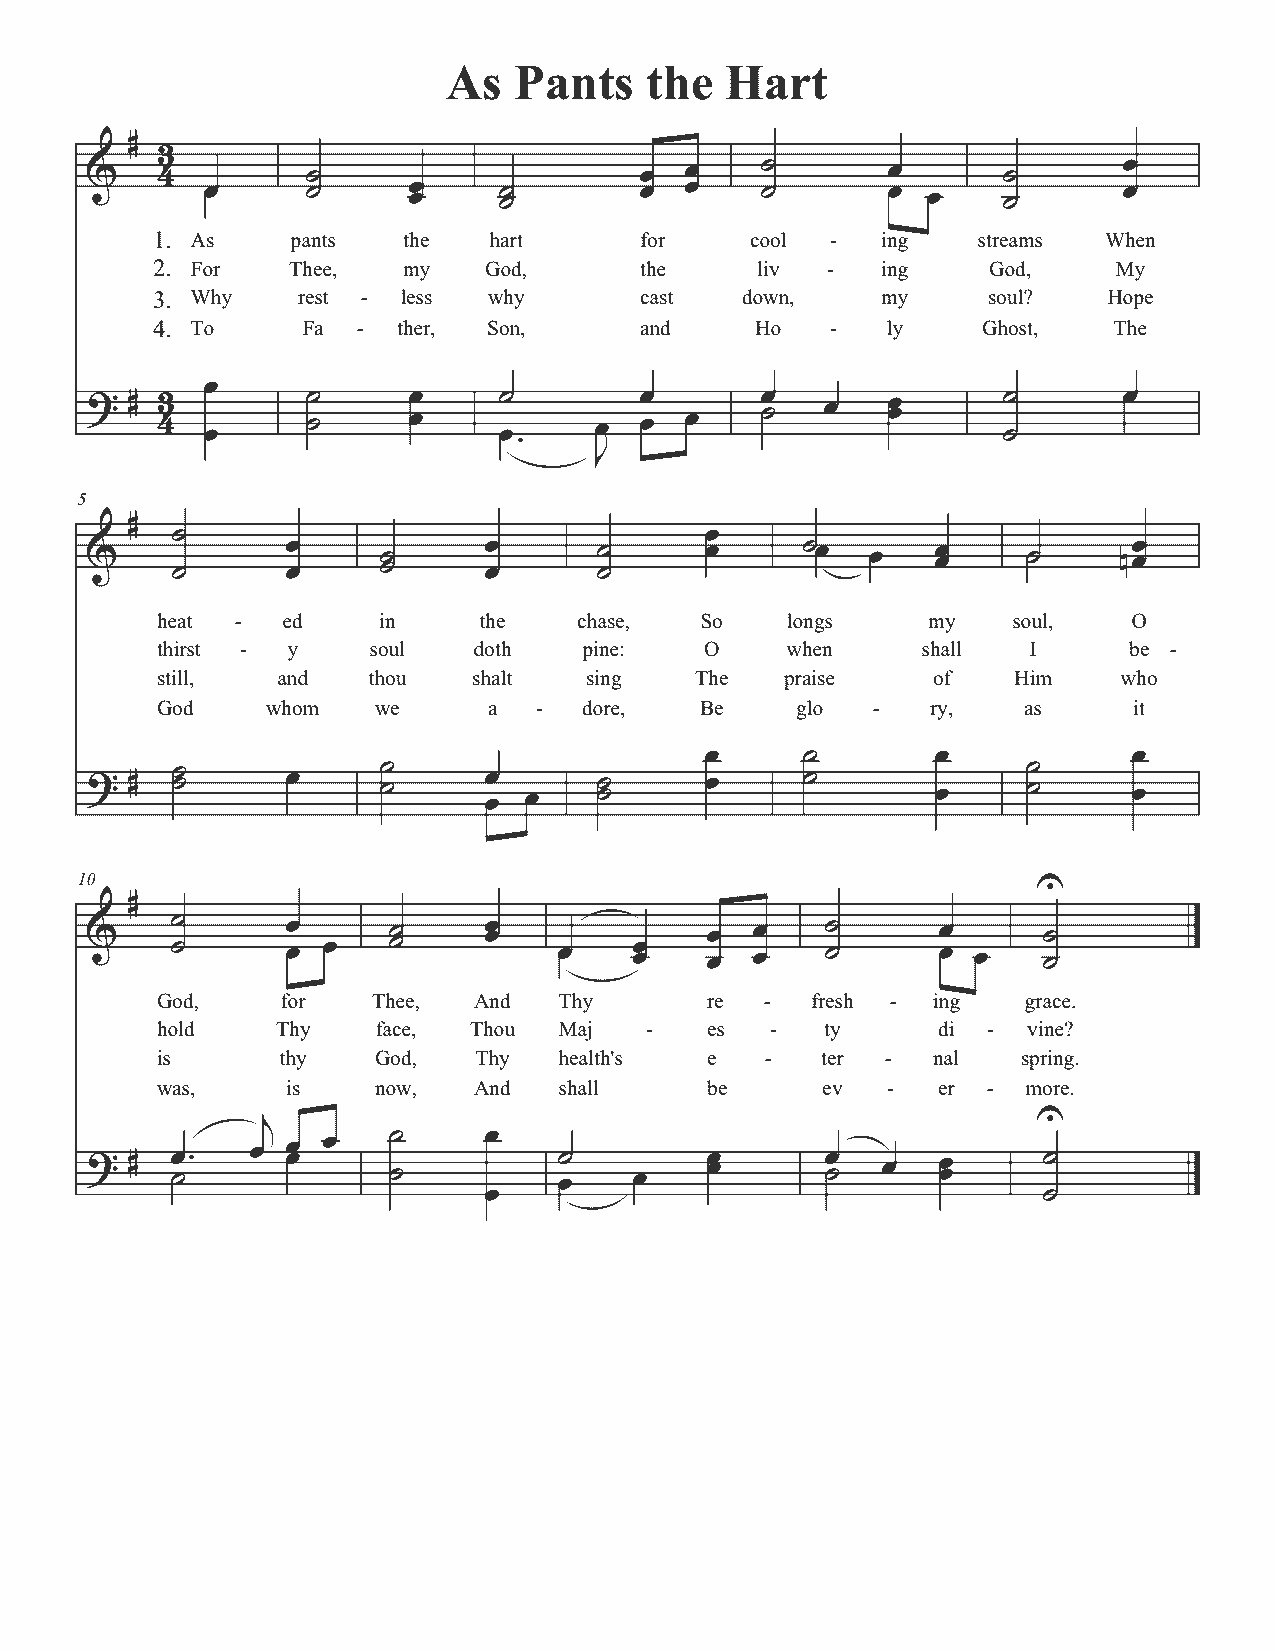 As Pants the Hart
3
4
1. As pants the hart for cool - ing streams When
2. For Thee, my God, the liv - ing God, My
3. Why rest - less why cast down, my soul? Hope
4. To Fa - ther, Son, and Ho - ly Ghost, The
3
4
5
heat - ed in the chase, So longs my soul, O
thirst - y soul doth pine: O when shall I be -
still, and thou shalt sing The praise of Him who
God whom we a - dore, Be glo - ry, as it
10
God, for Thee, And Thy re - fresh - ing grace.
hold Thy face, Thou Maj - es - ty di - vine?
is thy God, Thy health's e - ter - nal spring.
was, is now, And shall be ev - er - more.